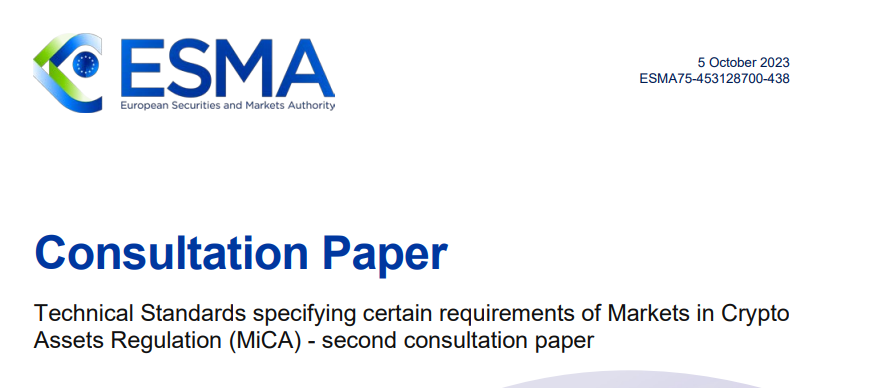 ESMA
European Securities and Markets Authority
5 October 2023
ESMA75-453128700-438
Consultation Paper
Technical Standards specifying certain requirements of Markets in Crypto
Assets Regulation (MiCA) - second consultation paper